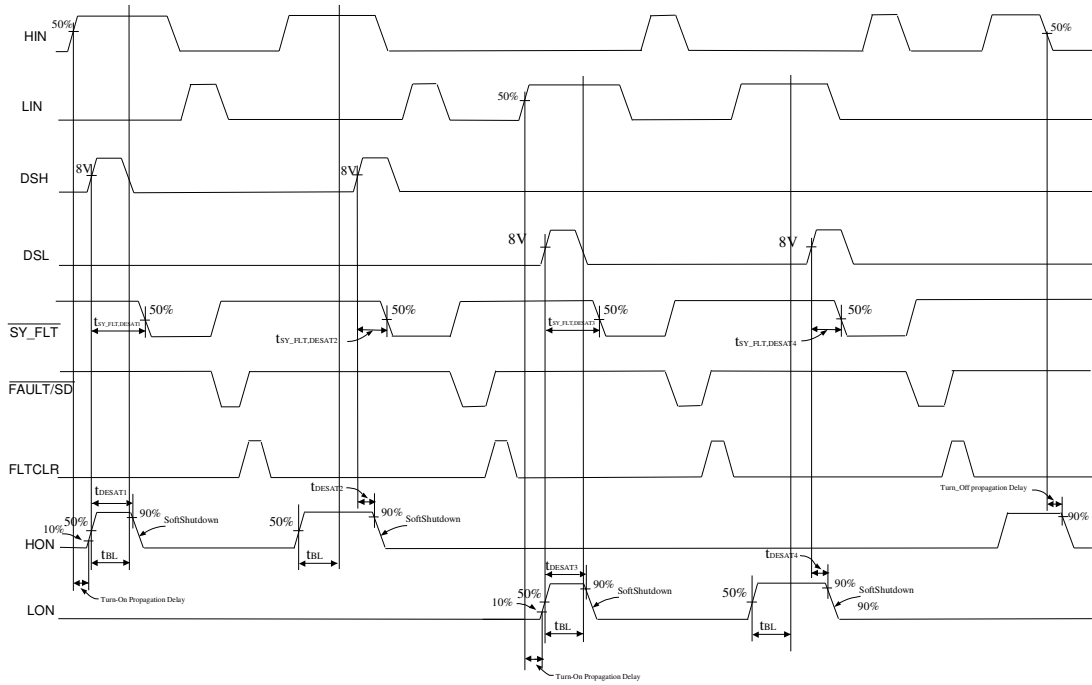 HIN
50%
50%
LIN
50%
DSH
8V
8V
DSL
8V
8V
SY_FLT
tSY_FLT,DESAT1
50%
tSY_FLT,DESAT2
50%
tSY_FLT,DESAT3
50%
tSY_FLT,DESAT4
50%
FAULT/SD
FLTCLR
HON
10%
50%
tDESAT1
90%
SoftShutdown
tBL
Turn-On Propagation Delay
50%
tBL
tDESAT2
90%
SoftShutdown
Turn_Off propagation Delay
90%
LON
10%
50%
tDESAT3
90%
SoftShutdown
tBL
Turn-On Propagation Delay
50%
tBL
tDESAT4
90%
SoftShutdown
90%